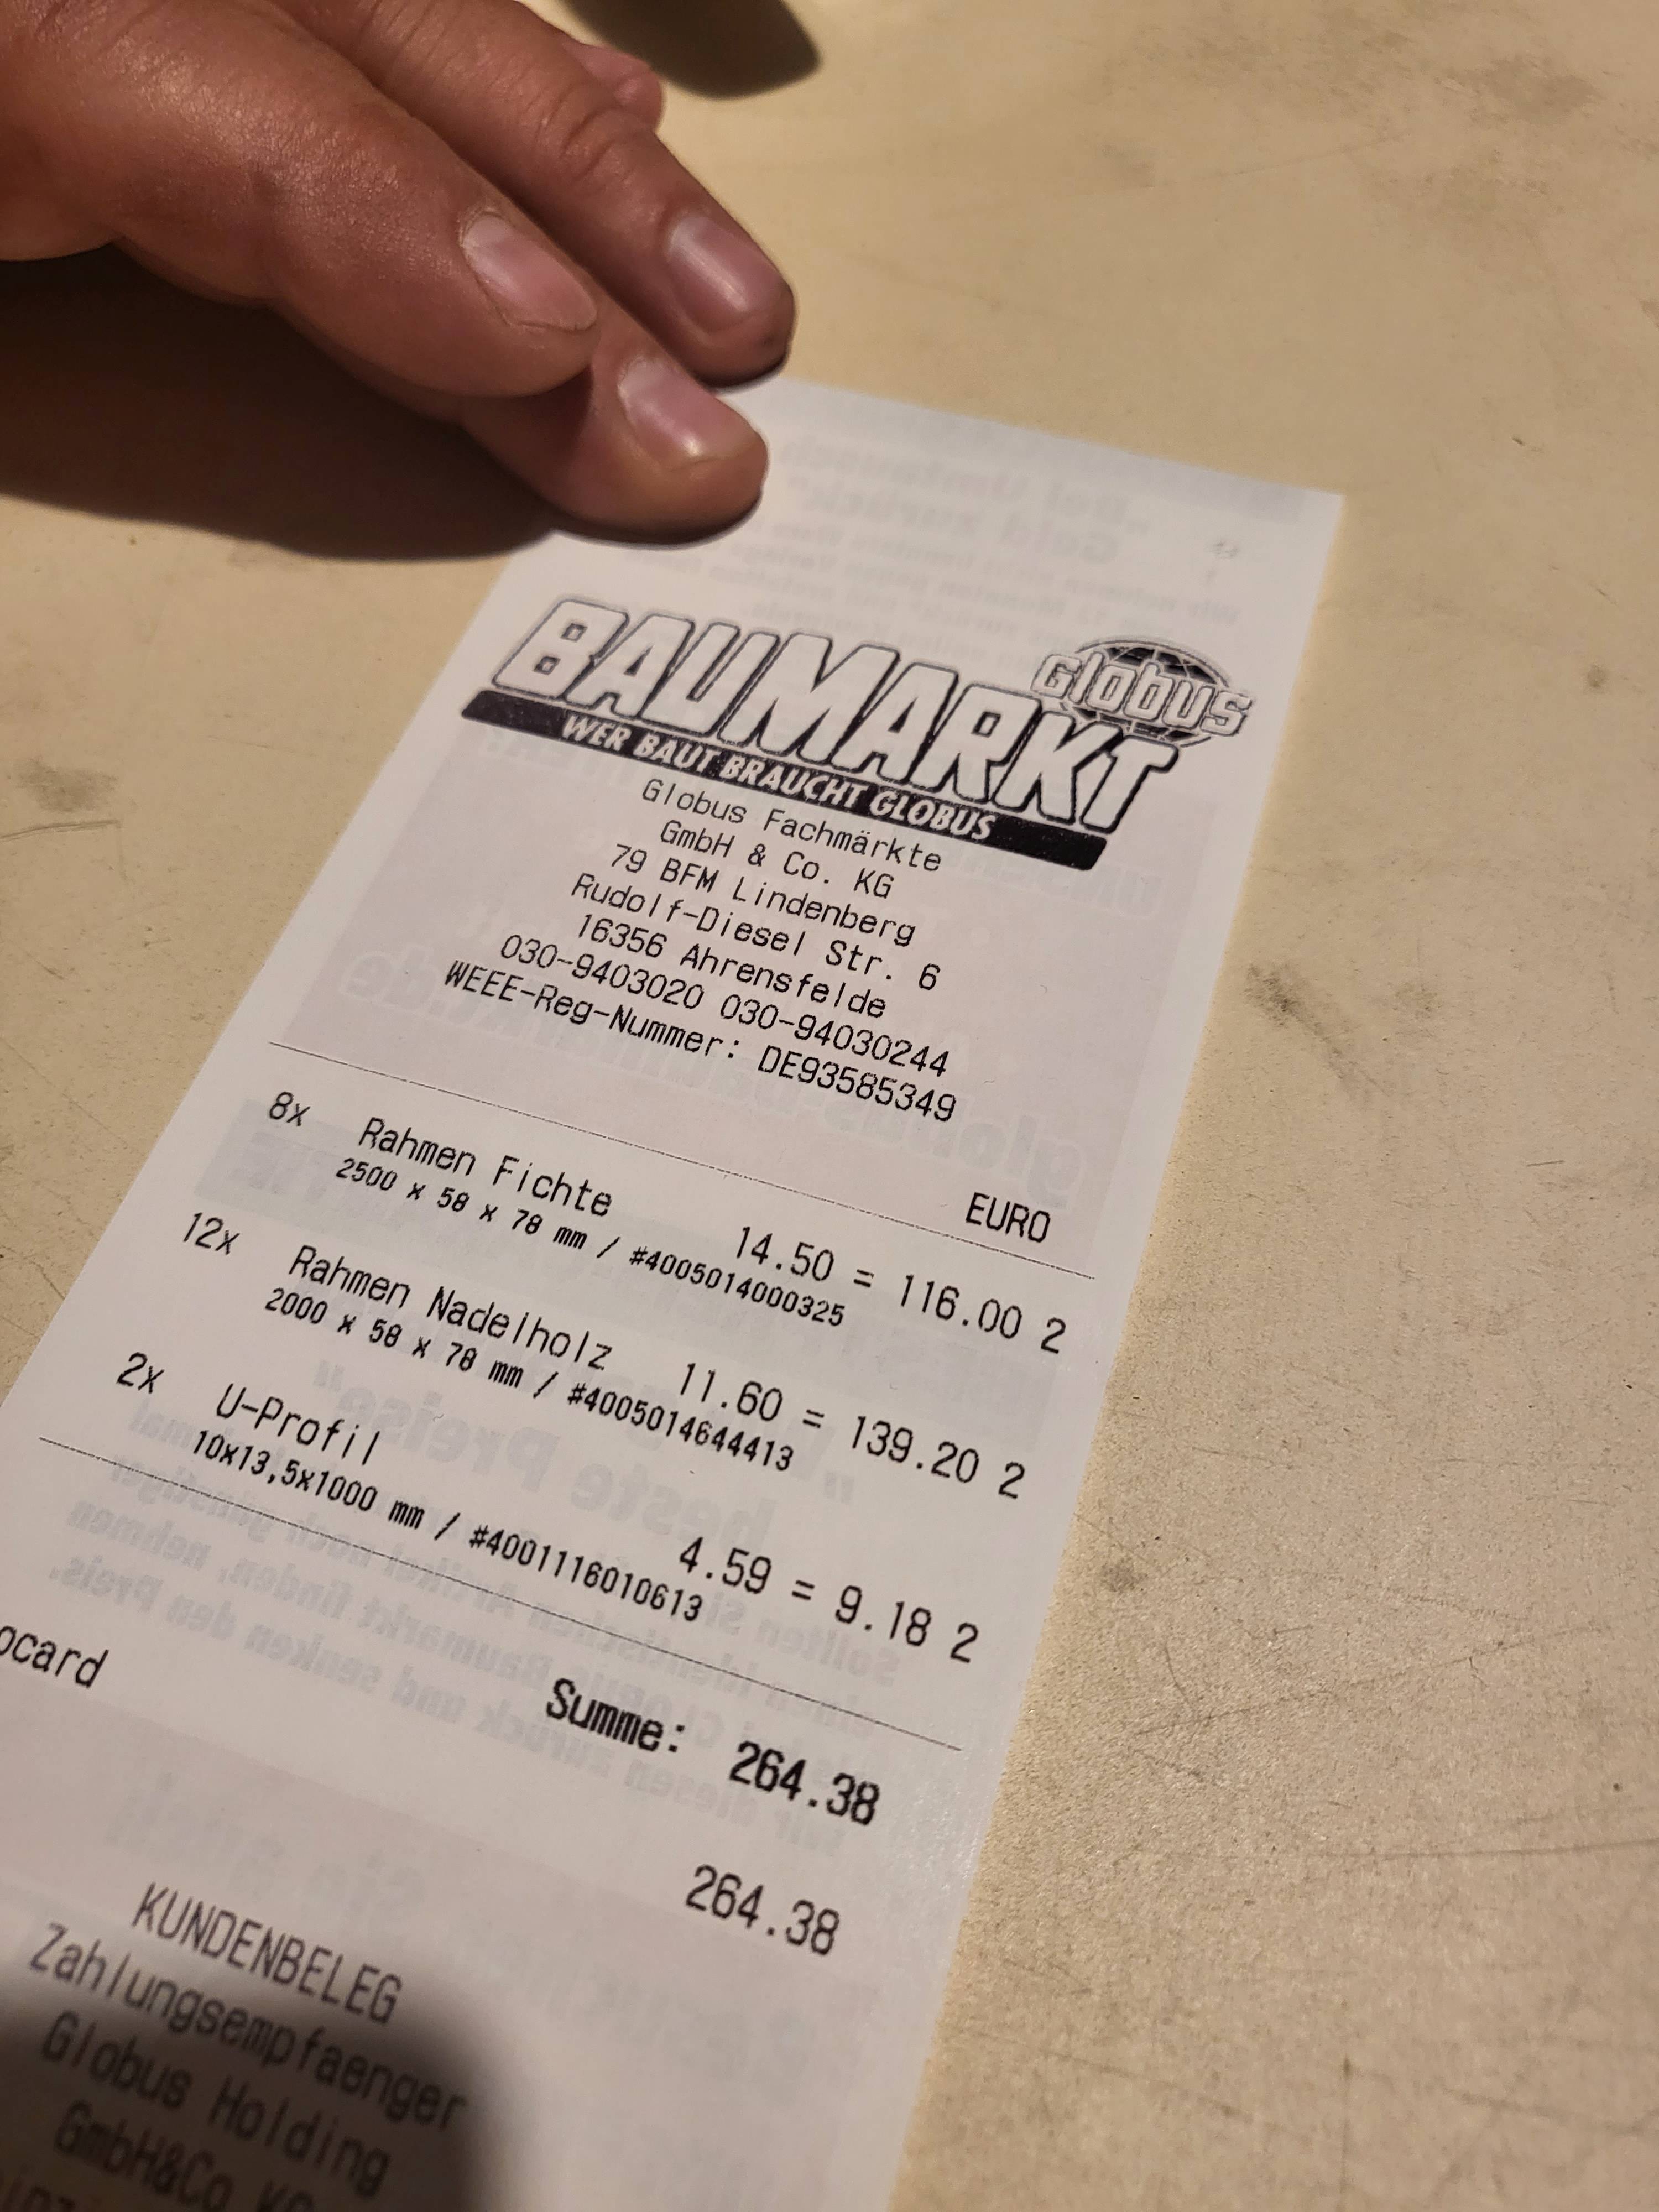 BAUMARKT
Globus
WER BAUT BRAUCHT GLOBUS
Globus Fachmärkte
GmbH & Co. KG
79 BFM Lindenberg
Rudolf-Diesel Str. 6
16356 Ahrensfelde
030-9403020 030-94030244
WEEE-Reg-Nummer: DE93585349
EURO
8x Rahmen Fichte 14.50 = 116.00 2
2500 x 58 x 78 mm / #4005014000325
12x Rahmen Nadelholz 11.60 = 139.20 2
2000 x 58 x 78 mm / #4005014644413
2x U-Profil 4.59 = 9.18 2
10x13,5x1000 mm / #4001116010613
Summe: 264.38
ocard 264.38
KUNDENBELEG
Zahlungsempfaenger
Globus Holding
GmbH&Co KG